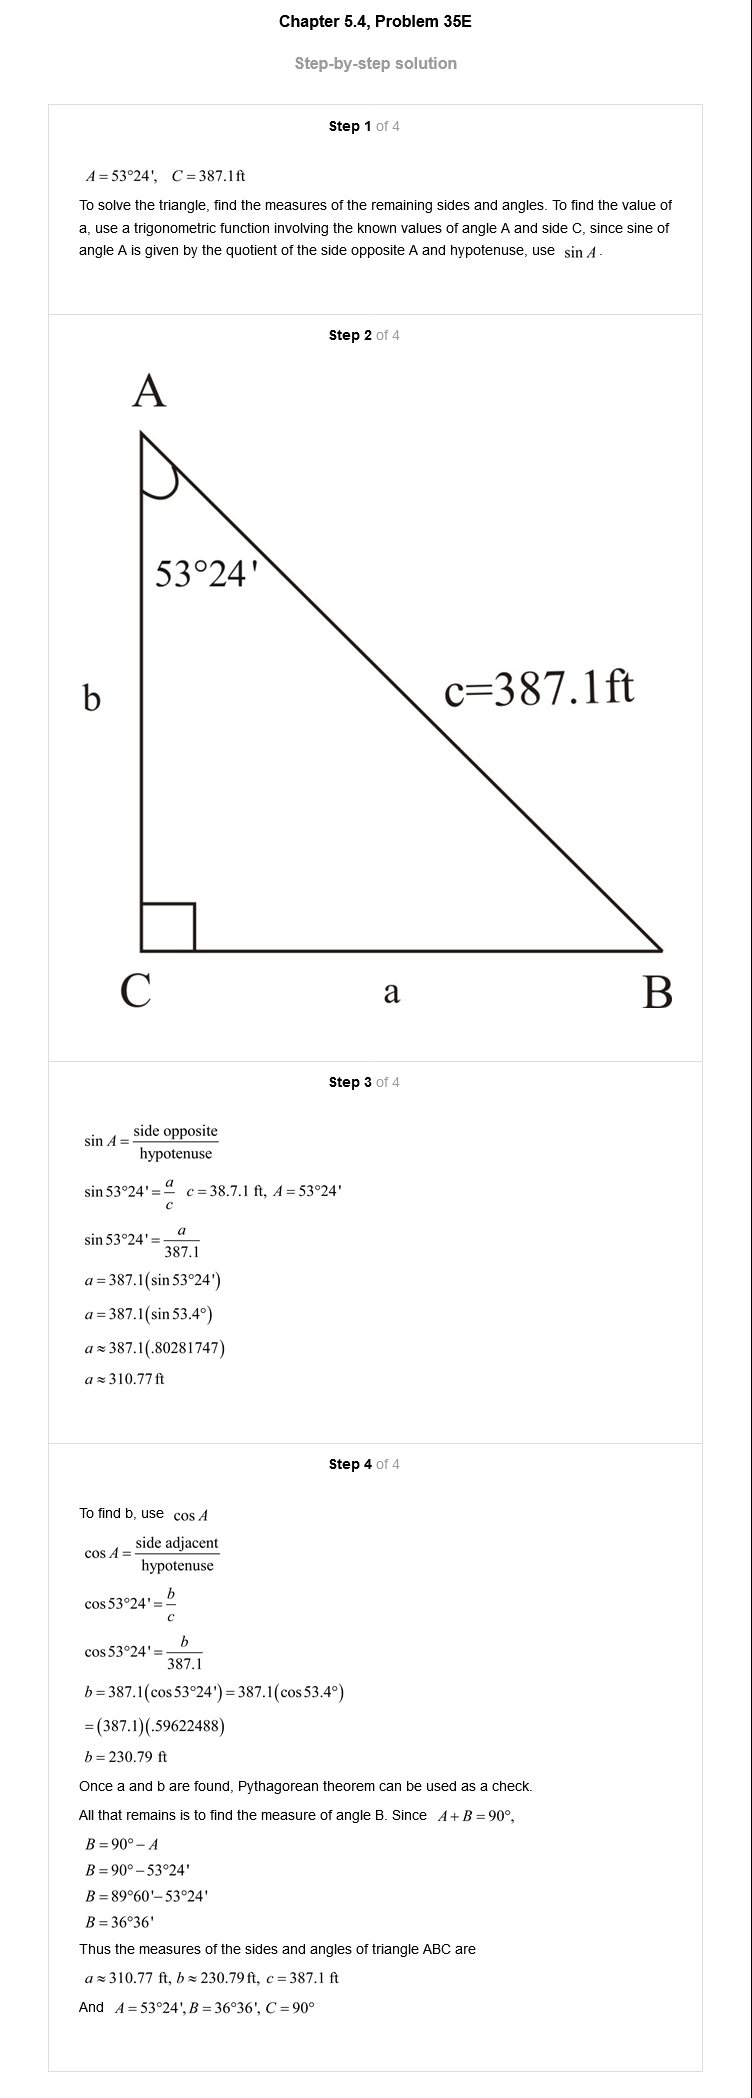 Chapter 5.4, Problem 35E
Step-by-step solution
Step 1 of 4
A = 53°24', C = 387.1ft
To solve the triangle, find the measures of the remaining sides and angles. To find the value of
a, use a trigonometric function involving the known values of angle A and side C, since sine of
angle A is given by the quotient of the side opposite A and hypotenuse, use sin A .
Step 2 of 4
A
53°24'
b
c=387.1ft
C
a
B
Step 3 of 4
sin A = side opposite / hypotenuse
sin 53°24' = a / c c = 38.7.1 ft, A = 53°24'
sin 53°24' = a / 387.1
a = 387.1(sin 53°24')
a = 387.1(sin 53.4°)
a ≈ 387.1(.80281747)
a ≈ 310.77 ft
Step 4 of 4
To find b, use cos A
cos A = side adjacent / hypotenuse
cos 53°24' = b / c
cos 53°24' = b / 387.1
b = 387.1(cos 53°24') = 387.1(cos 53.4°)
= (387.1)(.59622488)
b = 230.79 ft
Once a and b are found, Pythagorean theorem can be used as a check.
All that remains is to find the measure of angle B. Since A + B = 90°,
B = 90° – A
B = 90° – 53°24'
B = 89°60' – 53°24'
B = 36°36'
Thus the measures of the sides and angles of triangle ABC are
a ≈ 310.77 ft, b ≈ 230.79 ft, c = 387.1 ft
And A = 53°24', B = 36°36', C = 90°